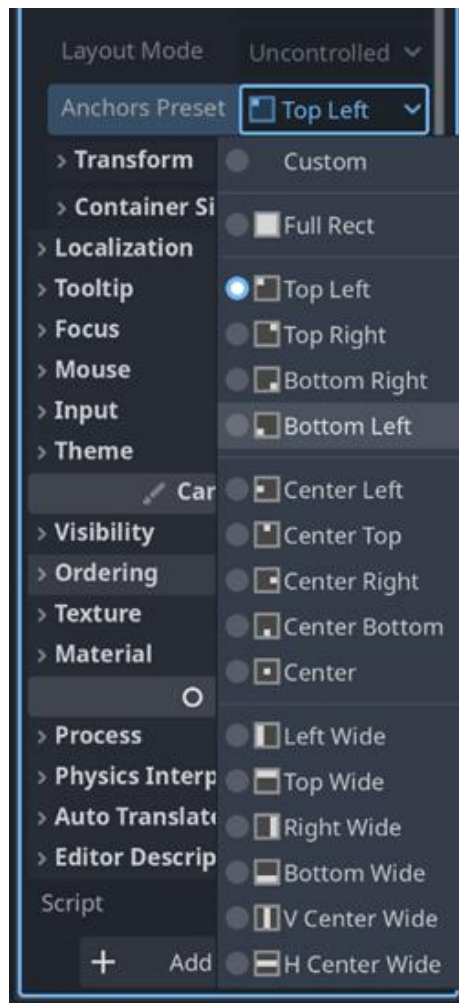 Layout Mode Uncontrolled
Anchors Preset Top Left
Transform Custom
Container Si
Full Rect
Localization
Tooltip Top Left
Focus Top Right
Mouse Bottom Right
Input Bottom Left
Theme
Car Center Left
Visibility Center Top
Ordering Center Right
Texture Center Bottom
Material Center
Process Left Wide
Physics Interp Top Wide
Auto Translat Right Wide
Editor Descrip Bottom Wide
Script V Center Wide
Add H Center Wide